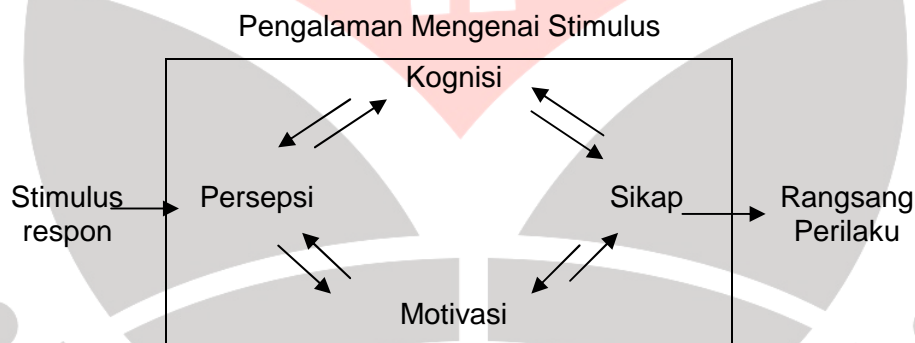 Pengalaman Mengenai Stimulus
Kognisi
Stimulus
respon
Persepsi
Sikap
Rangsang
Perilaku
Motivasi